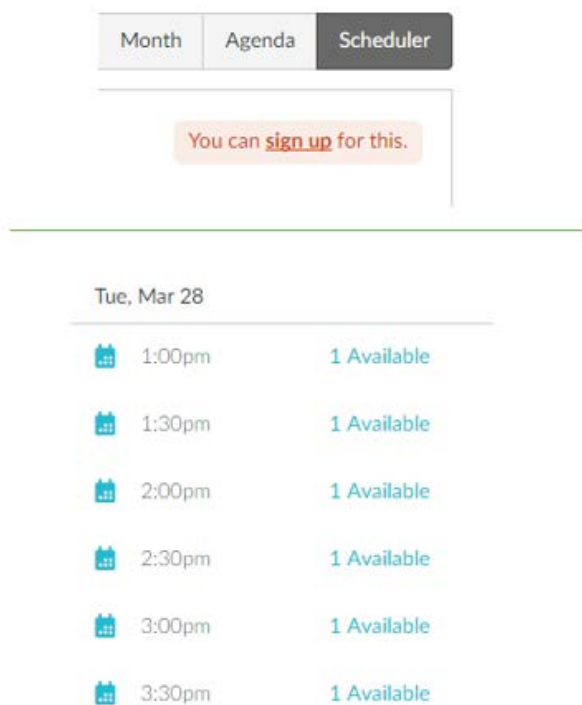 Month Agenda Scheduler
You can sign up for this.
Tue, Mar 28
1:00pm 1 Available
1:30pm 1 Available
2:00pm 1 Available
2:30pm 1 Available
3:00pm 1 Available
3:30pm 1 Available